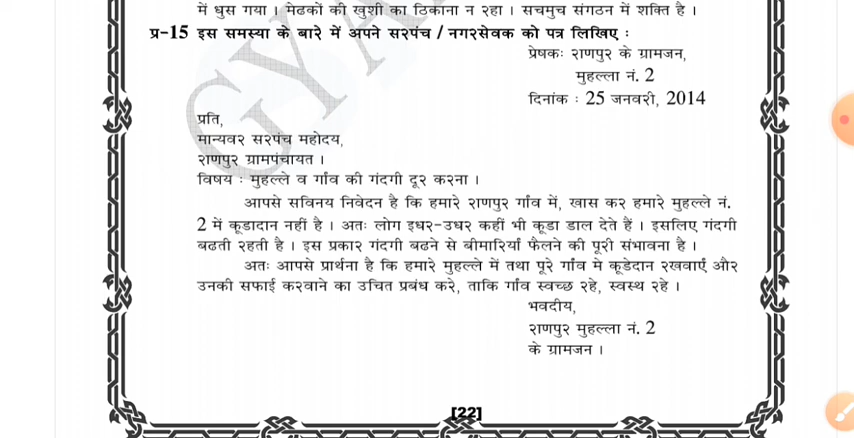 में धुस गया । मेढकों की खुशी का ठिकाना न रहा । सचमुच संगठन में शक्ति है ।
प्र-15 इस समस्या के बारे में अपने सरपंच / नगरसेवक को पत्र लिखिए :
प्रेषकः राणपुर के ग्रामजन,
मुहल्ला नं. 2
दिनांक : 25 जनवरी, 2014
प्रति,
मान्यवर सरपंच महोदय,
राणपुर ग्रामपंचायत ।
विषय : मुहल्ले व गाँव की गंदगी दूर करना ।
आपसे सविनय निवेदन है कि हमारे राणपुर गाँव में, खास कर हमारे मुहल्ले नं.
2 में कूडादान नहीं है । अतः लोग इधर-उधर कहीं भी कूडा डाल देते हैं । इसलिए गंदगी
बढती रहती है । इस प्रकार गंदगी बढने से बीमारियाँ फैलने की पूरी संभावना है ।
अतः आपसे प्रार्थना है कि हमारे मुहल्ले में तथा पूरे गाँव मे कूडेदान रखवाएँ और
उनकी सफाई करवाने का उचित प्रबंध करे, ताकि गाँव स्वच्छ रहे, स्वस्थ रहे ।
भवदीय,
राणपुर मुहल्ला नं. 2
के ग्रामजन ।
[22]